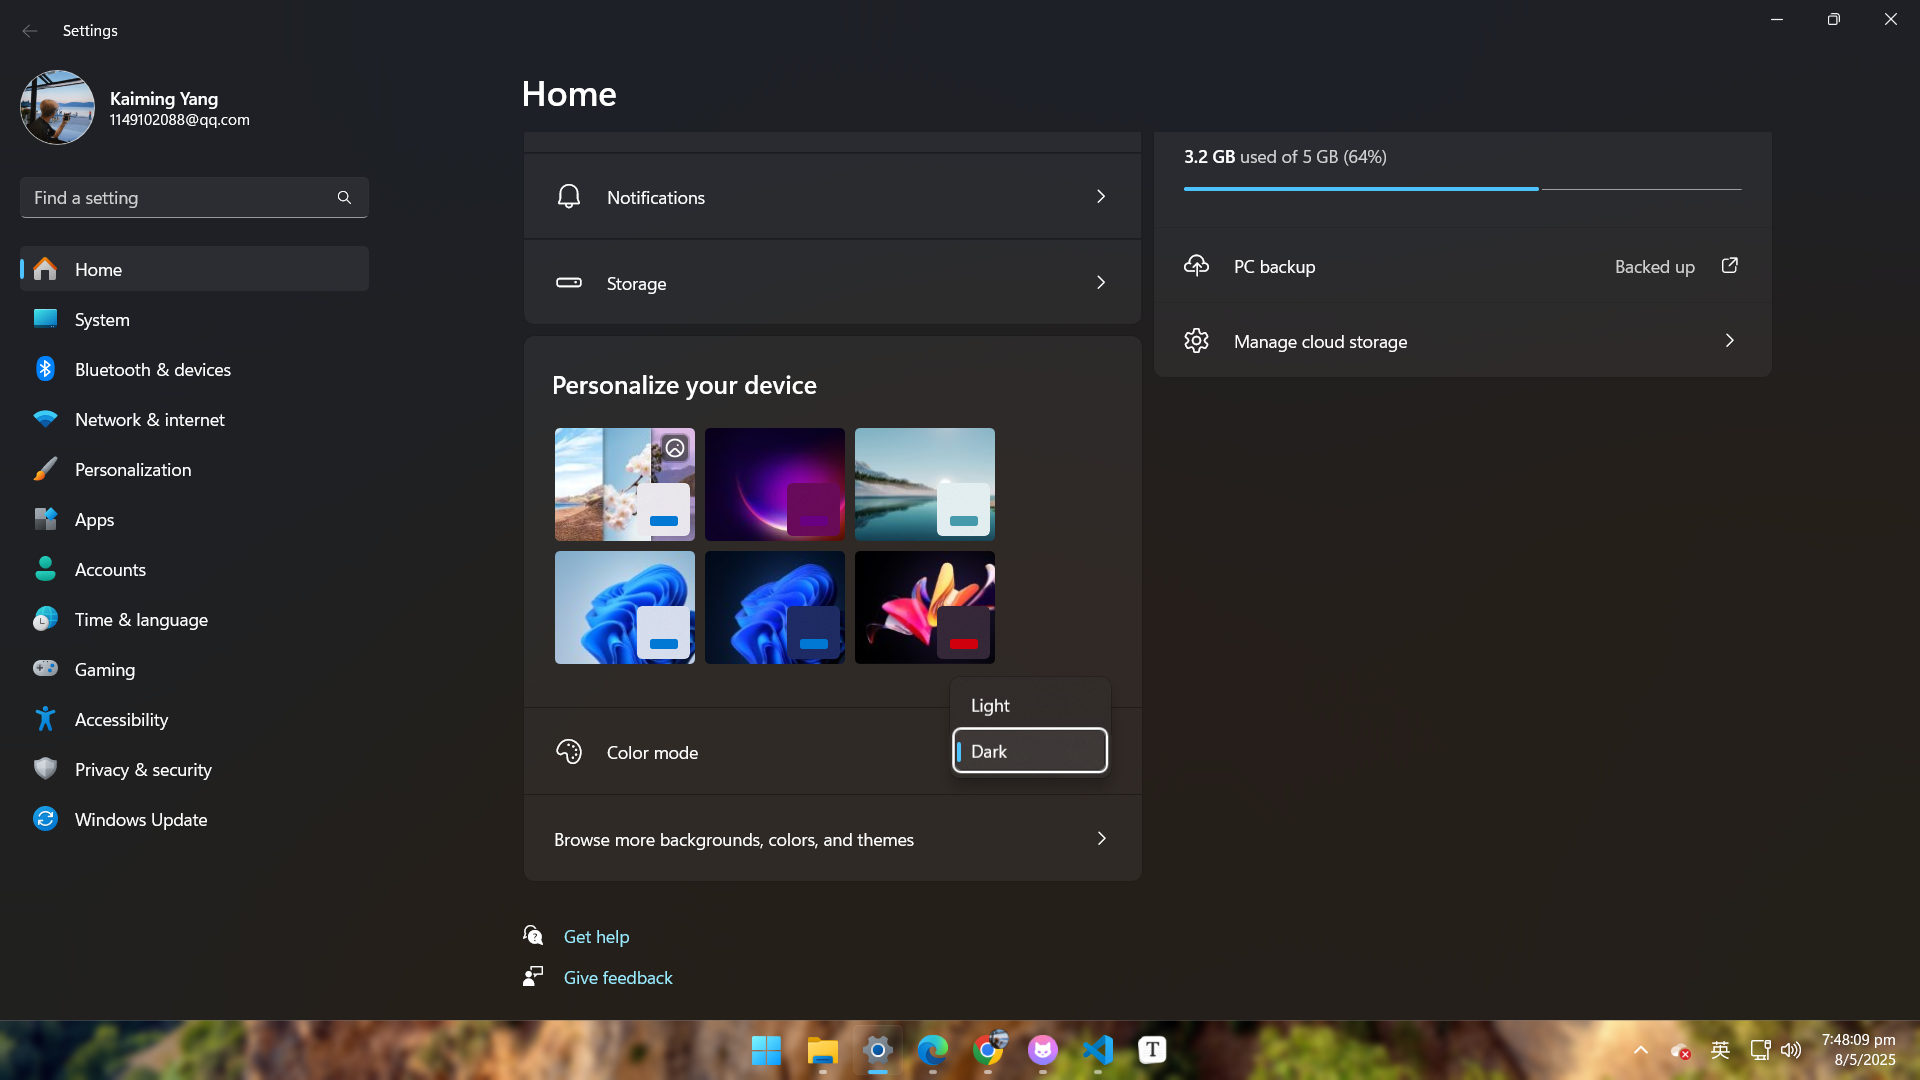 Settings
Kaiming Yang
1149102088@qq.com
Find a setting
Home
System
Bluetooth & devices
Network & internet
Personalization
Apps
Accounts
Time & language
Gaming
Accessibility
Privacy & security
Windows Update
Home
Notifications
Storage
Personalize your device
Light
Dark
Color mode
Browse more backgrounds, colors, and themes
Get help
Give feedback
3.2 GB used of 5 GB (64%)
PC backup
Backed up
Manage cloud storage
T
英
7:48:09 pm
8/5/2025